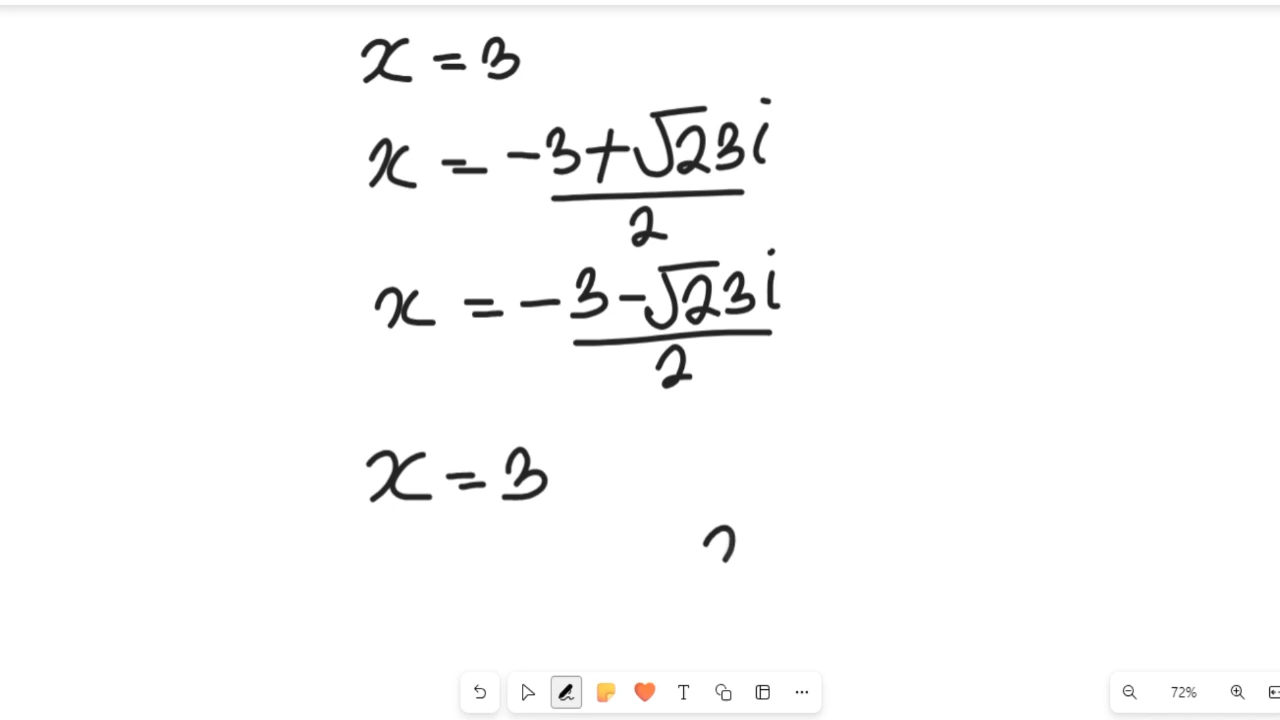 x = 3
x = -3+√23i
2
x = -3-√23i
2
x = 3
T
72%